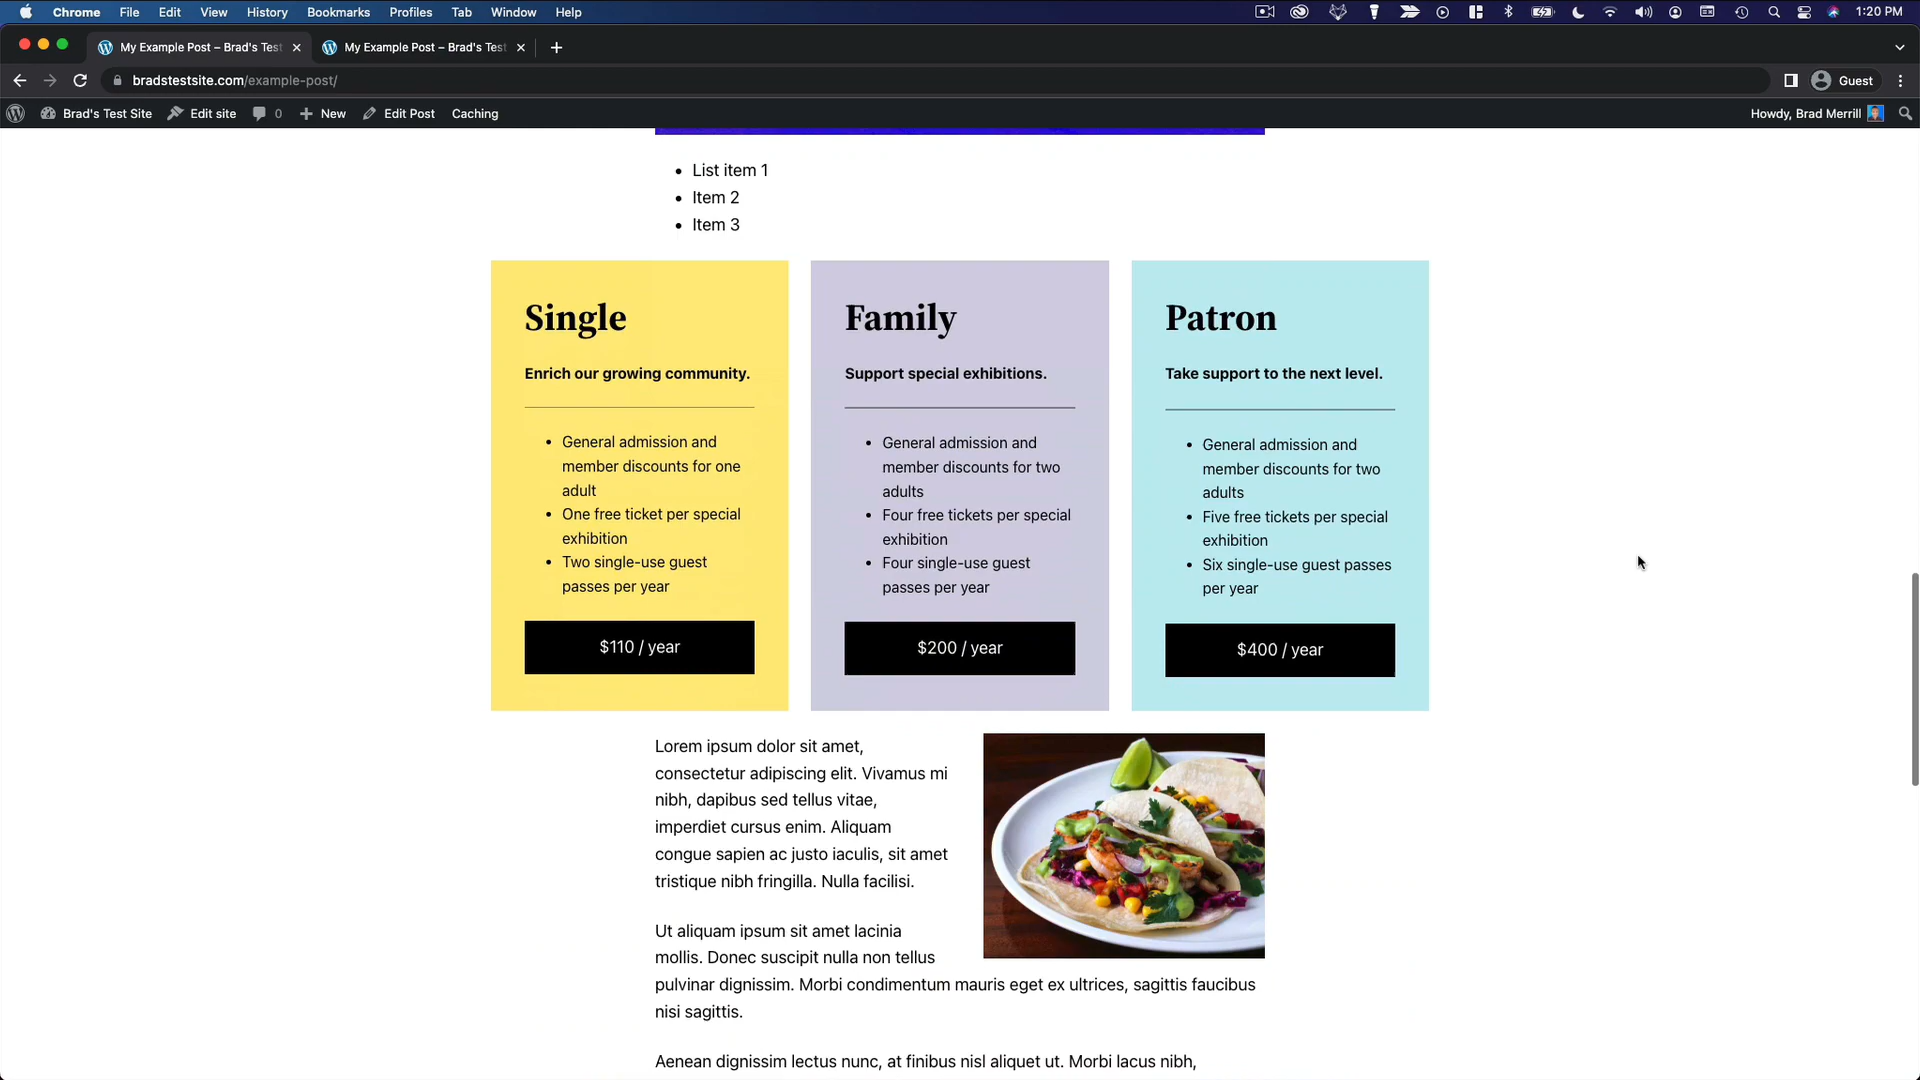 Chrome File Edit View History Bookmarks Profiles Tab Window Help 1:20 PM
My Example Post – Brad's Test My Example Post – Brad's Test
bradstestsite.com/example-post/ Guest
Brad's Test Site Edit site 0 New Edit Post Caching Howdy, Brad Merrill
List item 1
Item 2
Item 3
Single
Enrich our growing community.
General admission and
member discounts for one
adult
One free ticket per special
exhibition
Two single-use guest
passes per year
$110 / year
Family
Support special exhibitions.
General admission and
member discounts for two
adults
Four free tickets per special
exhibition
Four single-use guest
passes per year
$200 / year
Patron
Take support to the next level.
General admission and
member discounts for two
adults
Five free tickets per special
exhibition
Six single-use guest passes
per year
$400 / year
Lorem ipsum dolor sit amet,
consectetur adipiscing elit. Vivamus mi
nibh, dapibus sed tellus vitae,
imperdiet cursus enim. Aliquam
congue sapien ac justo iaculis, sit amet
tristique nibh fringilla. Nulla facilisi.
Ut aliquam ipsum sit amet lacinia
mollis. Donec suscipit nulla non tellus
pulvinar dignissim. Morbi condimentum mauris eget ex ultrices, sagittis faucibus
nisi sagittis.
Aenean dignissim lectus nunc, at finibus nisl aliquet ut. Morbi lacus nibh,